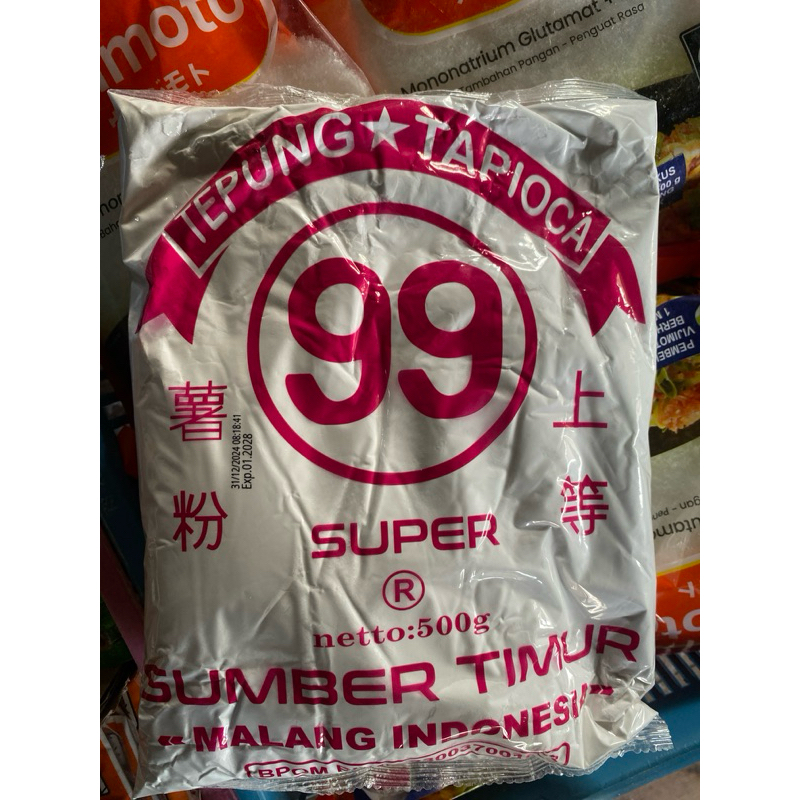 moto
Mononatrium Glutamat
Tambahan Pangan - Penguat Rasa
TEPUNG★TAPIOCA
99
薯粉
上等
31/12/2024 08:18:41
Exp.01.2028
SUPER
®
netto:500g
SUMBER TIMUR
MALANG INDONESIA
BPOM